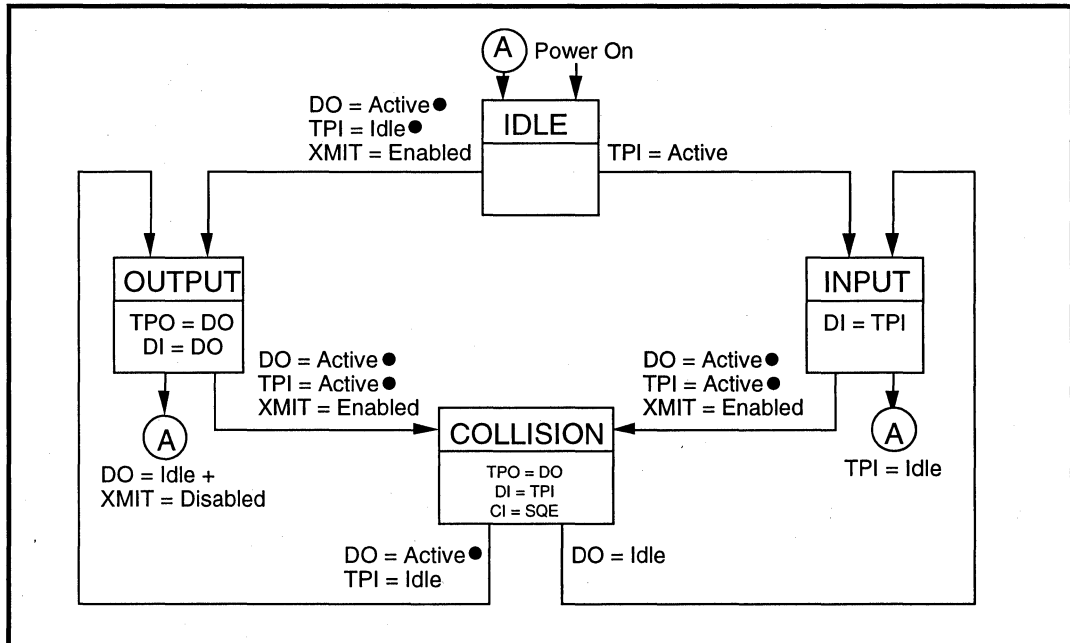 A
Power On
DO = Active●
TPI = Idle●
XMIT = Enabled
IDLE
TPI = Active
OUTPUT
TPO = DO
DI = DO
INPUT
DI = TPI
DO = Active●
TPI = Active●
XMIT = Enabled
DO = Active●
TPI = Active●
XMIT = Enabled
A
DO = Idle +
XMIT = Disabled
COLLISION
TPO = DO
DI = TPI
CI = SQE
A
TPI = Idle
DO = Active●
TPI = Idle
DO = Idle